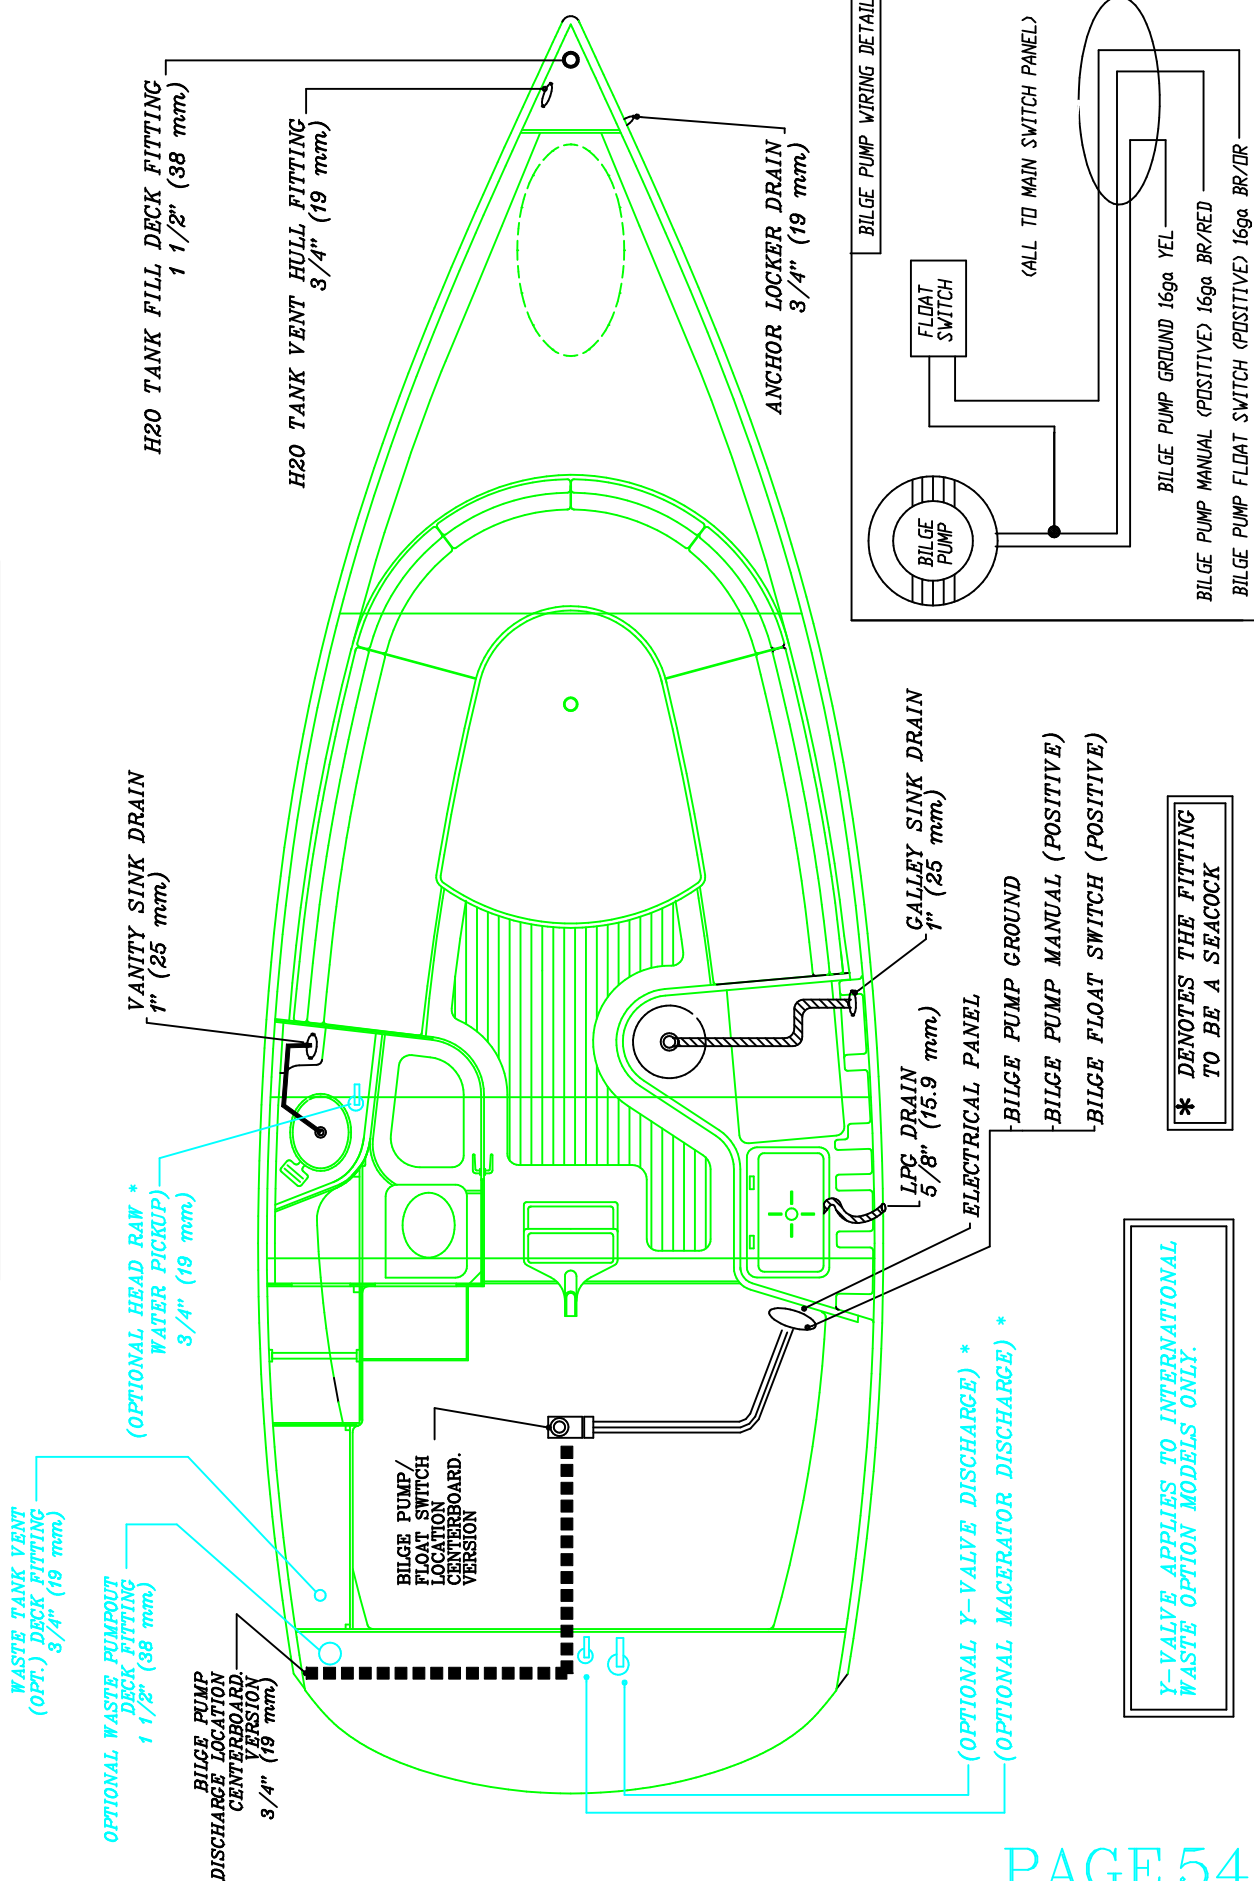 H2O TANK FILL DECK FITTING
1 1/2" (38 mm)
H2O TANK VENT HULL FITTING
3/4" (19 mm)
ANCHOR LOCKER DRAIN
3/4" (19 mm)
BILGE PUMP WIRING DETAIL
(ALL TO MAIN SWITCH PANEL)
FLOAT
SWITCH
BILGE
PUMP
BILGE PUMP GROUND 16ga YEL
BILGE PUMP MANUAL (POSITIVE) 16ga BR/RED
BILGE PUMP FLOAT SWITCH (POSITIVE) 16ga BR/OR
VANITY SINK DRAIN
1" (25 mm)
GALLEY SINK DRAIN
1" (25 mm)
LPG DRAIN
5/8" (15.9 mm)
ELECTRICAL PANEL
BILGE PUMP GROUND
BILGE PUMP MANUAL (POSITIVE)
BILGE FLOAT SWITCH (POSITIVE)
* DENOTES THE FITTING
TO BE A SEACOCK
(OPTIONAL HEAD RAW *
WATER PICKUP)
3/4" (19 mm)
WASTE TANK VENT
(OPT.) DECK FITTING
3/4" (19 mm)
OPTIONAL WASTE PUMPOUT
DECK FITTING
1 1/2" (38 mm)
BILGE PUMP
DISCHARGE LOCATION
CENTERBOARD.
VERSION
3/4" (19 mm)
BILGE PUMP/
FLOAT SWITCH
LOCATION
CENTERBOARD.
VERSION
(OPTIONAL Y-VALVE DISCHARGE) *
(OPTIONAL MACERATOR DISCHARGE) *
Y-VALVE APPLIES TO INTERNATIONAL
WASTE OPTION MODELS ONLY.
PAGE 54